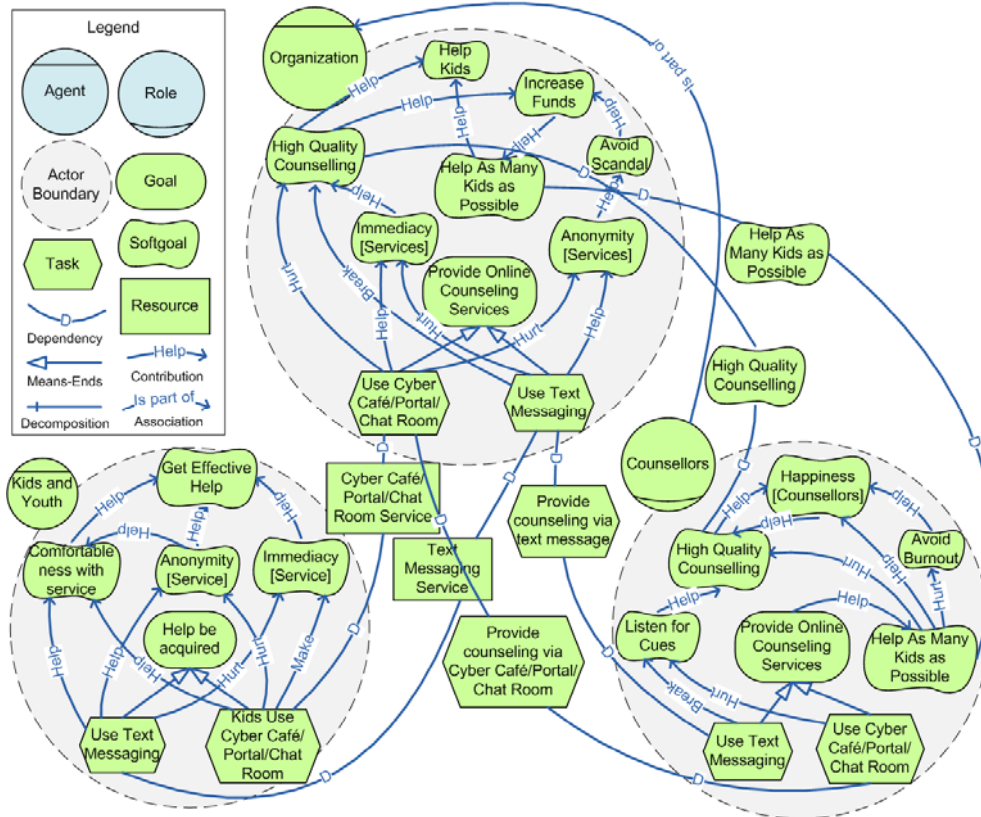 Legend
Agent
Role
Actor
Boundary
Goal
Softgoal
Task
Resource
D
Dependency
Help
Contribution
Means-Ends
Is part of
Decomposition
Association
Organization
Help
Kids
Increase
Funds
Avoid
Scandal
High Quality
Counselling
Help As Many
Kids as
Possible
Immediacy
[Services]
Anonymity
[Services]
Provide Online
Counseling
Services
Use Cyber
Café/Portal/
Chat Room
Use Text
Messaging
Help
Help
Help
Help
Help
Help
Help
Hurt
Break
Help
Hurt
Hurt
Help
D
D
Is part of
Help As
Many Kids as
Possible
High Quality
Counselling
D
D
Cyber Café/
Portal/Chat
Room Service
Text
Messaging
Service
Provide
counseling via
text message
Provide
counseling via
Cyber Café/Portal/
Chat Room
D
D
D
D
D
D
D
D
Kids and
Youth
Get Effective
Help
Comfortable
ness with
service
Anonymity
[Service]
Immediacy
[Service]
Help be
acquired
Use Text
Messaging
Kids Use
Cyber Café/
Portal/Chat
Room
Help
Help
Help
Help
Help
Help
Help
Hurt
Hurt
Make
Counsellors
Happiness
[Counsellors]
High Quality
Counselling
Avoid
Burnout
Listen for
Cues
Provide Online
Counseling
Services
Help As Many
Kids as
Possible
Use Text
Messaging
Use Cyber
Café/Portal/
Chat Room
Help
Help
Help
Hurt
Help
Hurt
Help
Help
Break
Hurt